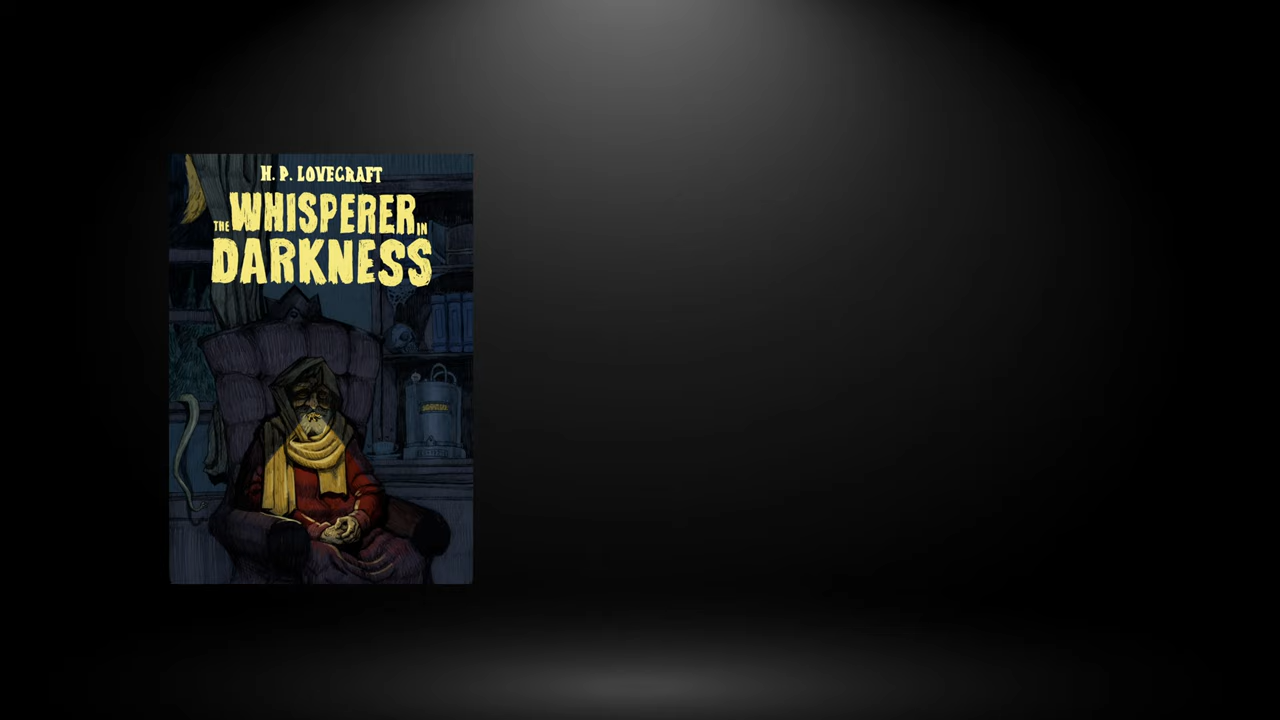 H. P. LOVECRAFT
THE WHISPERER IN
DARKNESS